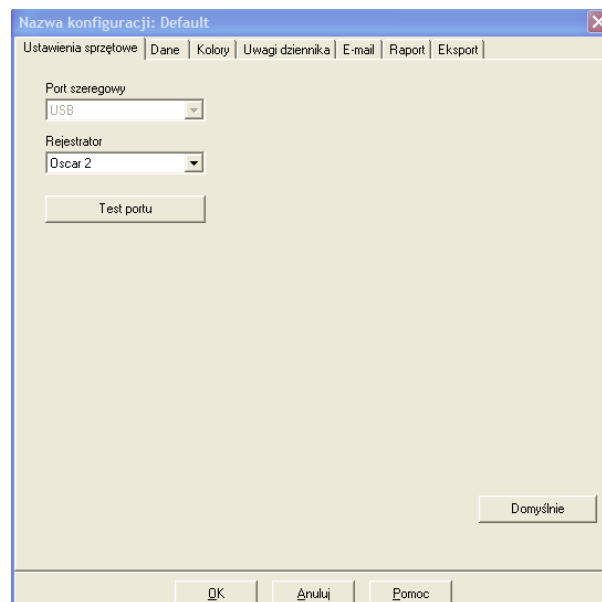 Nazwa konfiguracji: Default
Ustawienia sprzętowe Dane Kolory Uwagi dziennika E-mail Raport Eksport
Port szeregowy
USB
Rejestrator
Oscar 2
Test portu
Domyślnie
OK Anuluj Pomoc